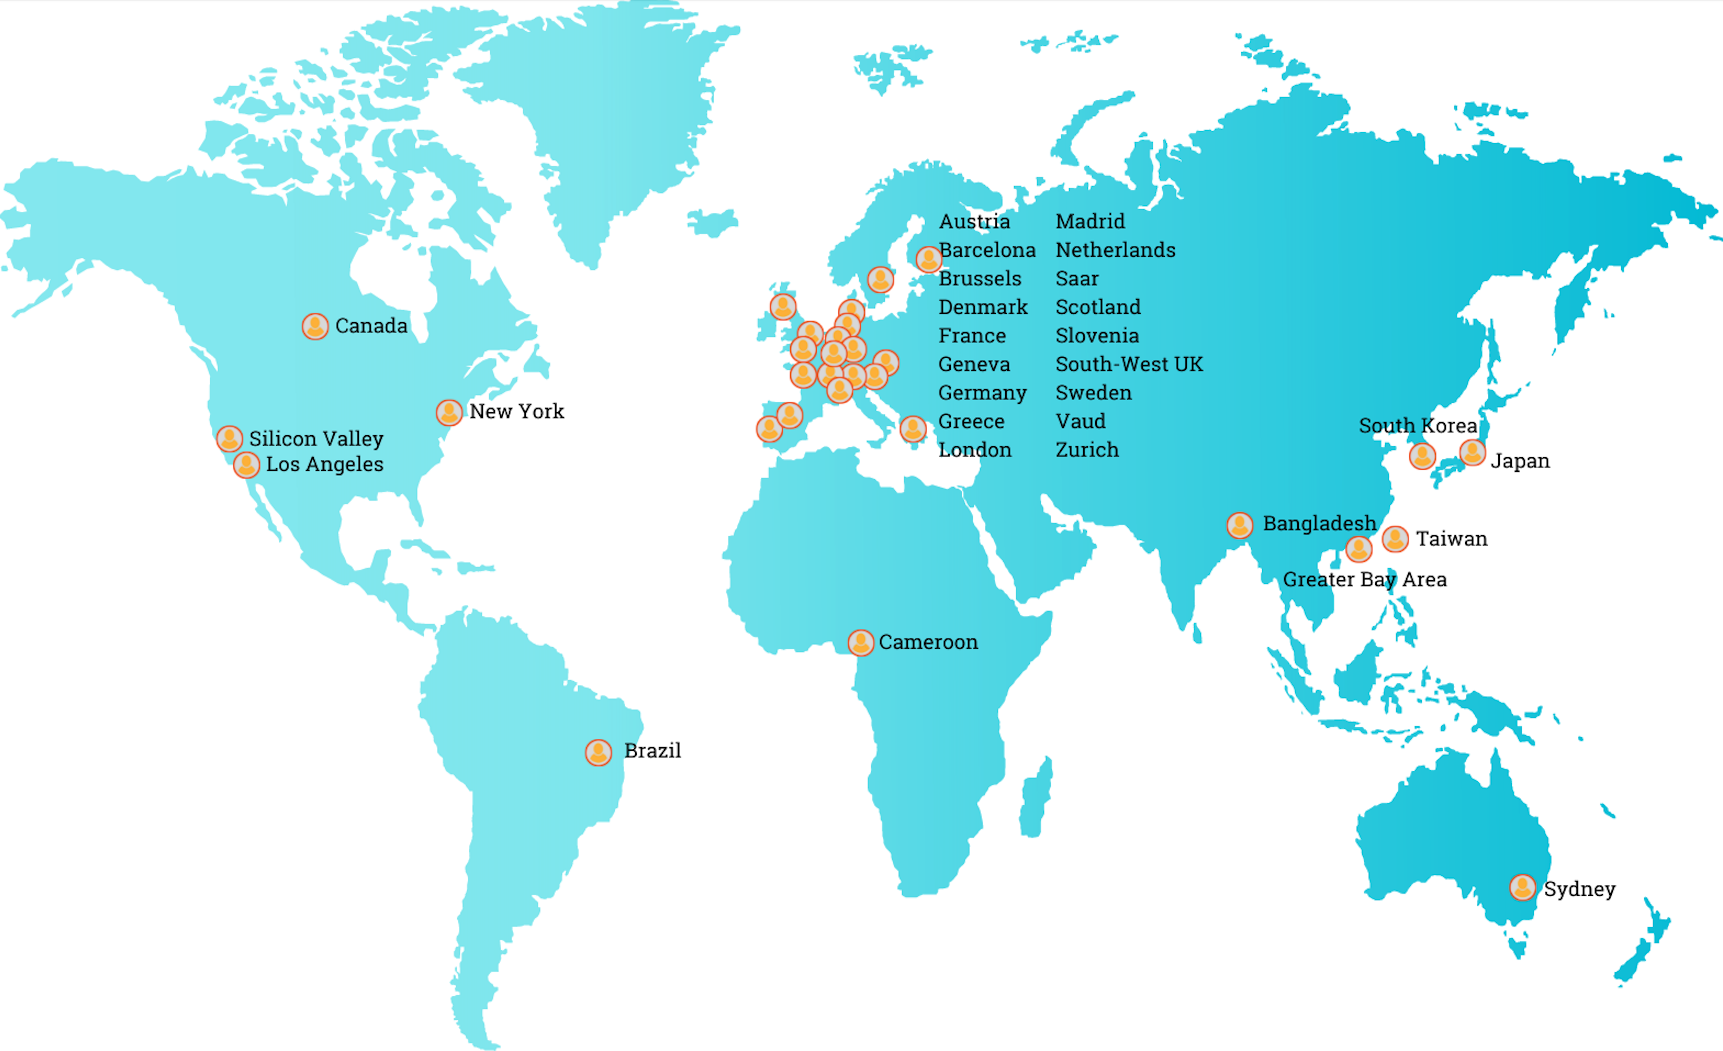 Austria
Barcelona
Brussels
Denmark
France
Geneva
Germany
Greece
London
Madrid
Netherlands
Saar
Scotland
Slovenia
South-West UK
Sweden
Vaud
Zurich
Canada
New York
Silicon Valley
Los Angeles
South Korea
Japan
Bangladesh
Taiwan
Greater Bay Area
Cameroon
Brazil
Sydney